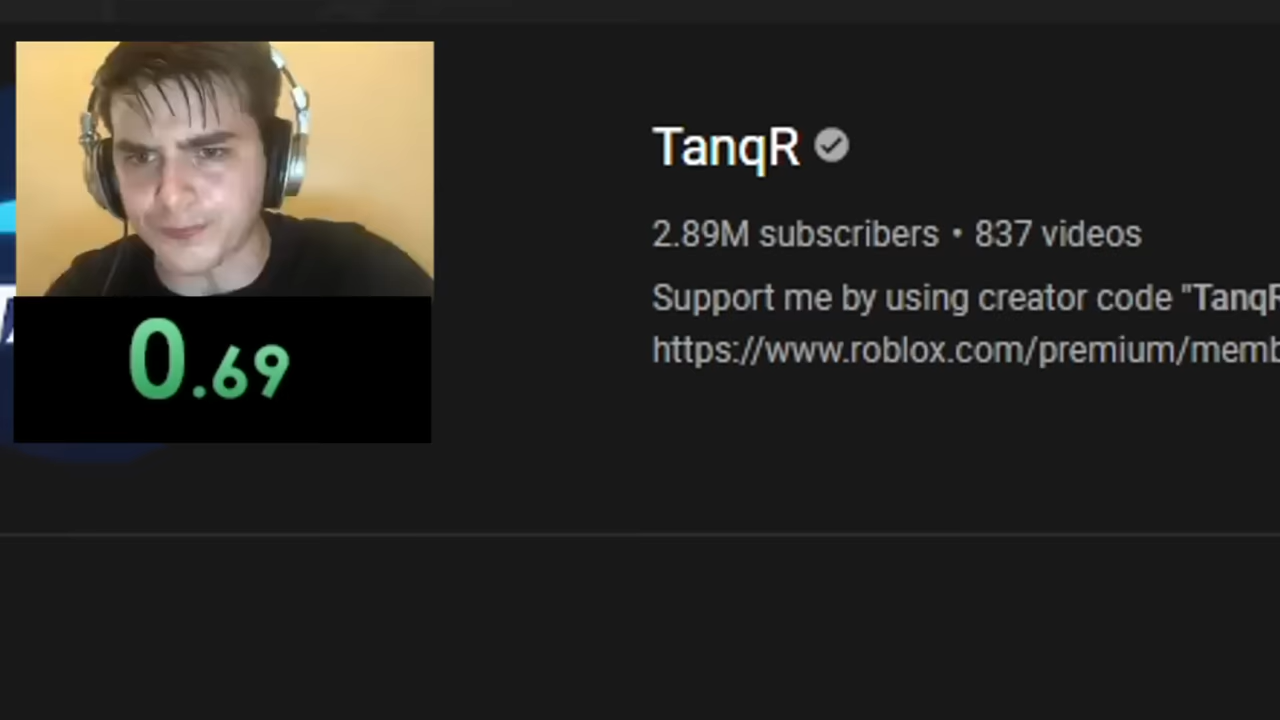 TanqR
2.89M subscribers • 837 videos
Support me by using creator code "TanqR
https://www.roblox.com/premium/memb
0.69